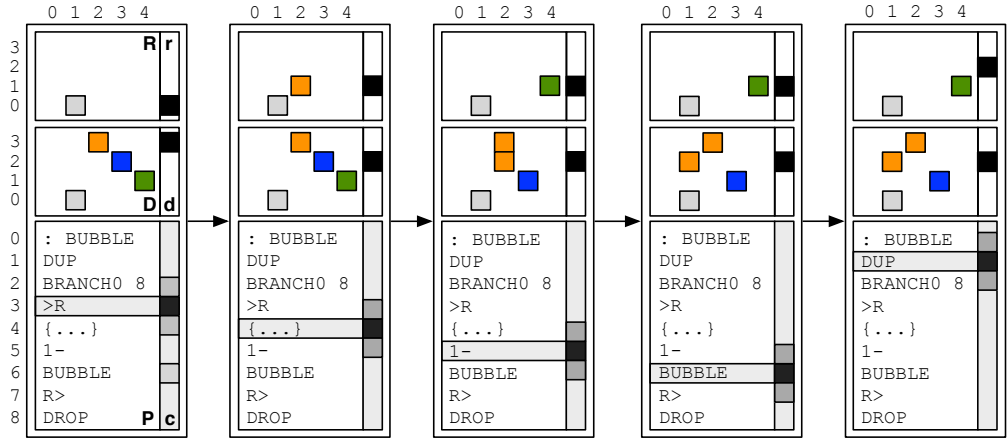 0 1 2 3 4
0 1 2 3 4
0 1 2 3 4
0 1 2 3 4
0 1 2 3 4
3
2
1
0
R r
3
2
1
0
D d
0
1
2
3
4
5
6
7
8
: BUBBLE
DUP
BRANCH0 8
>R
{...}
1-
BUBBLE
R>
DROP
P c
: BUBBLE
DUP
BRANCH0 8
>R
{...}
1-
BUBBLE
R>
DROP
: BUBBLE
DUP
BRANCH0 8
>R
{...}
1-
BUBBLE
R>
DROP
: BUBBLE
DUP
BRANCH0 8
>R
{...}
1-
BUBBLE
R>
DROP
: BUBBLE
DUP
BRANCH0 8
>R
{...}
1-
BUBBLE
R>
DROP